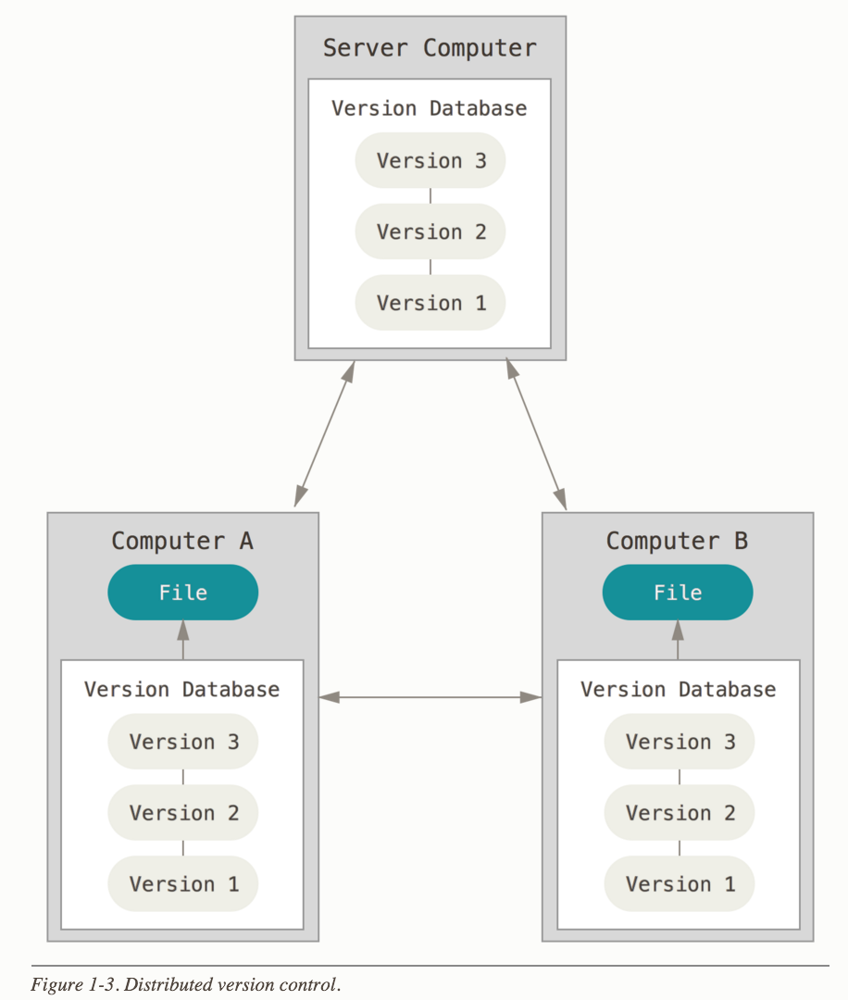 Server Computer
Version Database
Version 3
Version 2
Version 1
Computer A
File
Version Database
Version 3
Version 2
Version 1
Computer B
File
Version Database
Version 3
Version 2
Version 1
Figure 1-3. Distributed version control.